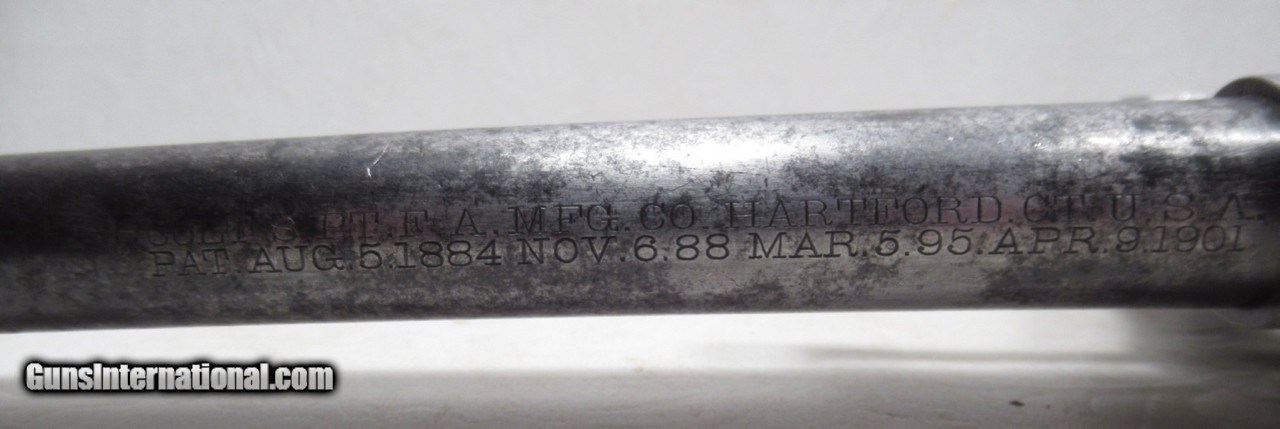 COLT'S PT. F. A. MFG. CO. HARTFORD. CT. U. S. A.
PAT. AUG. 5. 1884 NOV. 6. 88 MAR. 5. 95. APR. 9. 1901
GunsInternational.com